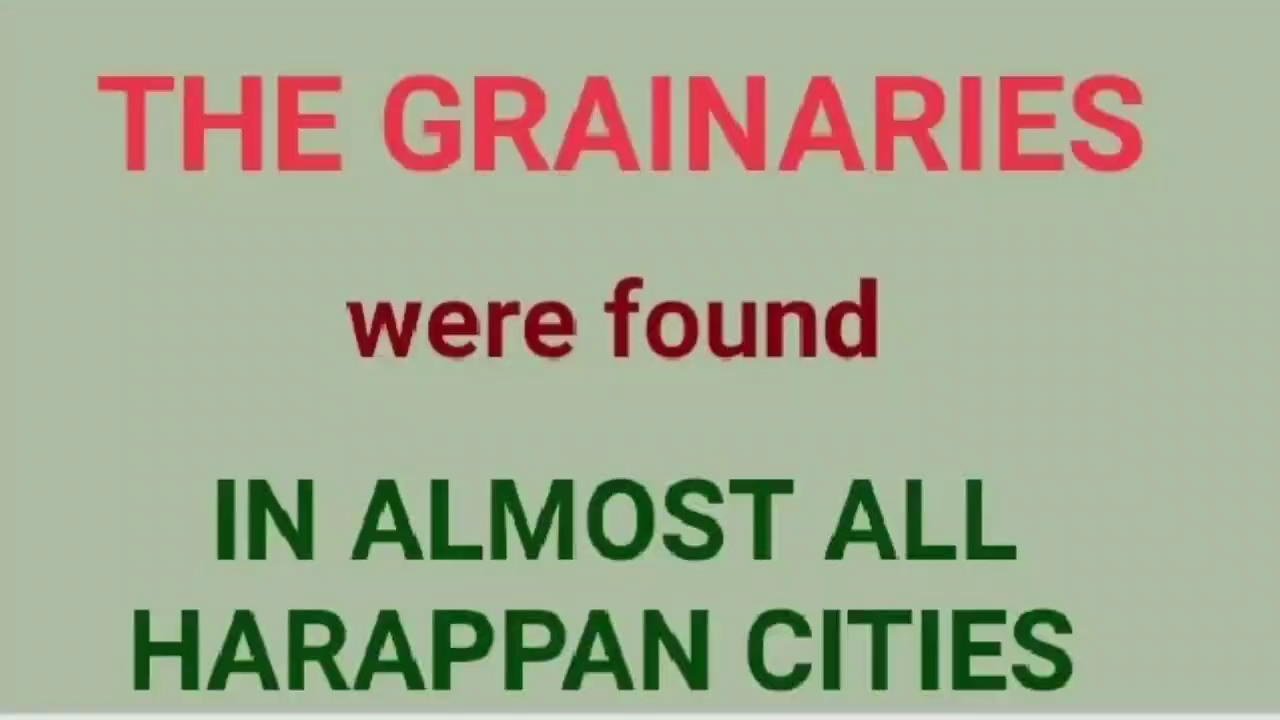 THE GRAINARIES
were found
IN ALMOST ALL
HARAPPAN CITIES